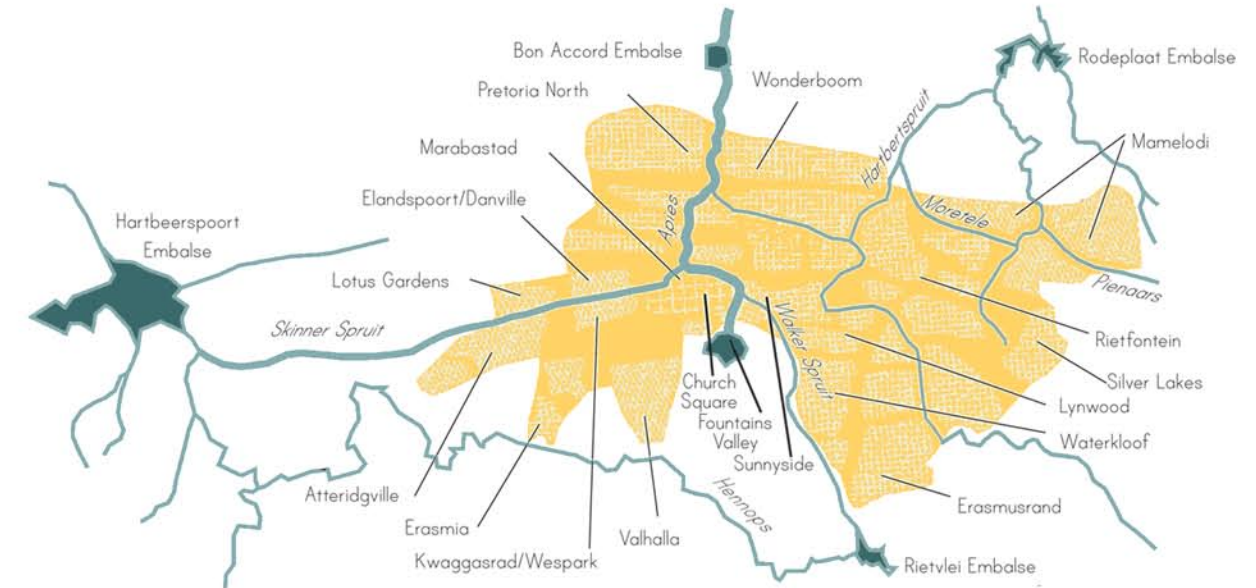 Bon Accord Embalse
Rodeplaat Embalse
Pretoria North
Wonderboom
Hartbertspruit
Mamelodi
Marabastad
Elandspoort/Danville
Apies
Moretele
Hartbeerspoort
Embalse
Lotus Gardens
Pienaars
Skinner Spruit
Walker Spruit
Rietfontein
Silver Lakes
Church
Square
Lynwood
Fountains
Valley
Waterkloof
Sunnyside
Atteridgville
Erasmia
Hennops
Erasmusrand
Valhalla
Kwaggasrad/Wespark
Rietvlei Embalse